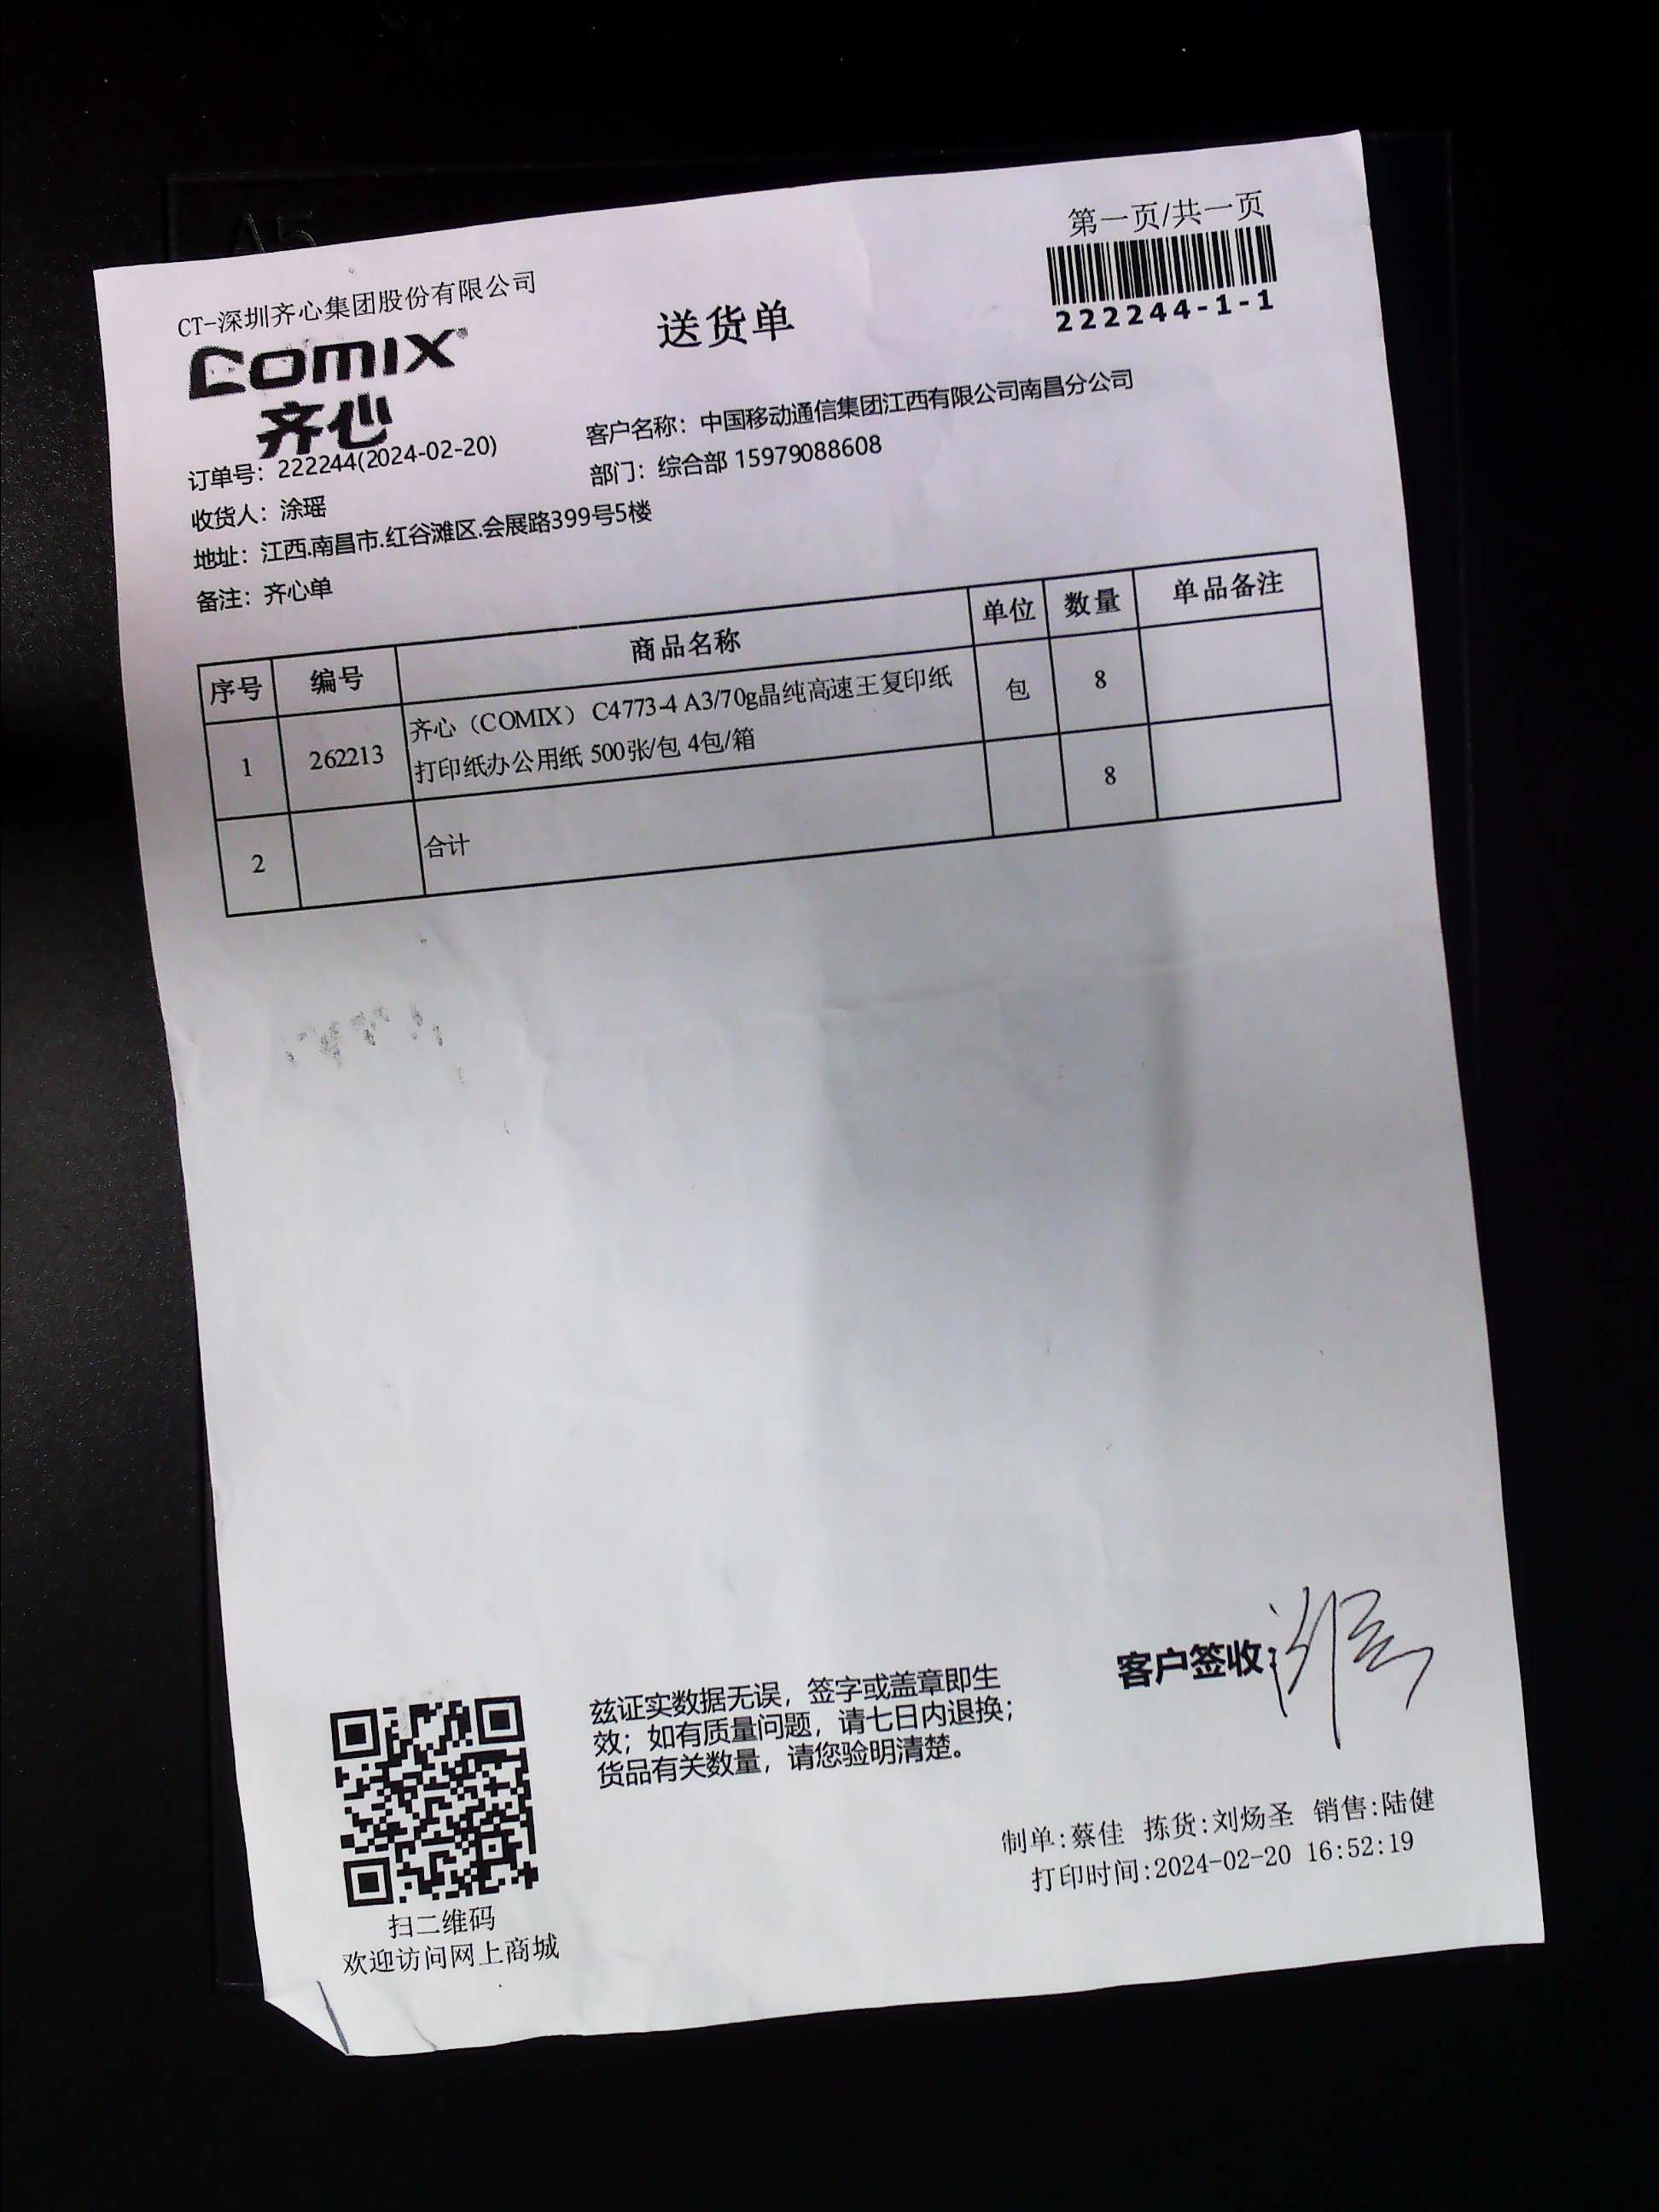 第一页/共一页
222244-1-1
CT-深圳齐心集团股份有限公司
COMIX
齐心
送货单
订单号：222244(2024-02-20)
客户名称：中国移动通信集团江西有限公司南昌分公司
收货人：涂瑶
部门：综合部 15979088608
地址：江西.南昌市.红谷滩区.会展路399号5楼
备注：齐心单
序号 编号 商品名称 单位 数量 单品备注
1 262213 齐心（COMIX） C4773-4 A3/70g晶纯高速王复印纸 包 8
打印纸办公用纸 500张/包 4包/箱
2 合计 8
客户签收:
兹证实数据无误，签字或盖章即生
效；如有质量问题，请七日内退换；
货品有关数量，请您验明清楚。
制单:蔡佳 拣货:刘炀圣 销售:陆健
打印时间:2024-02-20 16:52:19
扫二维码
欢迎访问网上商城
A5